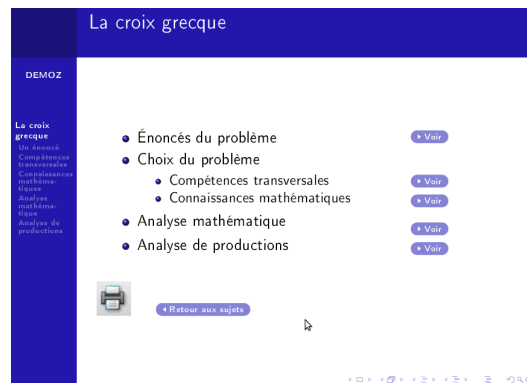 La croix grecque
DEMOZ
La croix
grecque
Un énoncé
Compétences
transversales
Connaissances
mathéma-
tiques
Analyse
mathéma-
tique
Analyse de
productions
Énoncés du problème
Voir
Choix du problème
Compétences transversales
Voir
Connaissances mathématiques
Voir
Analyse mathématique
Voir
Analyse de productions
Voir
Retour aux sujets